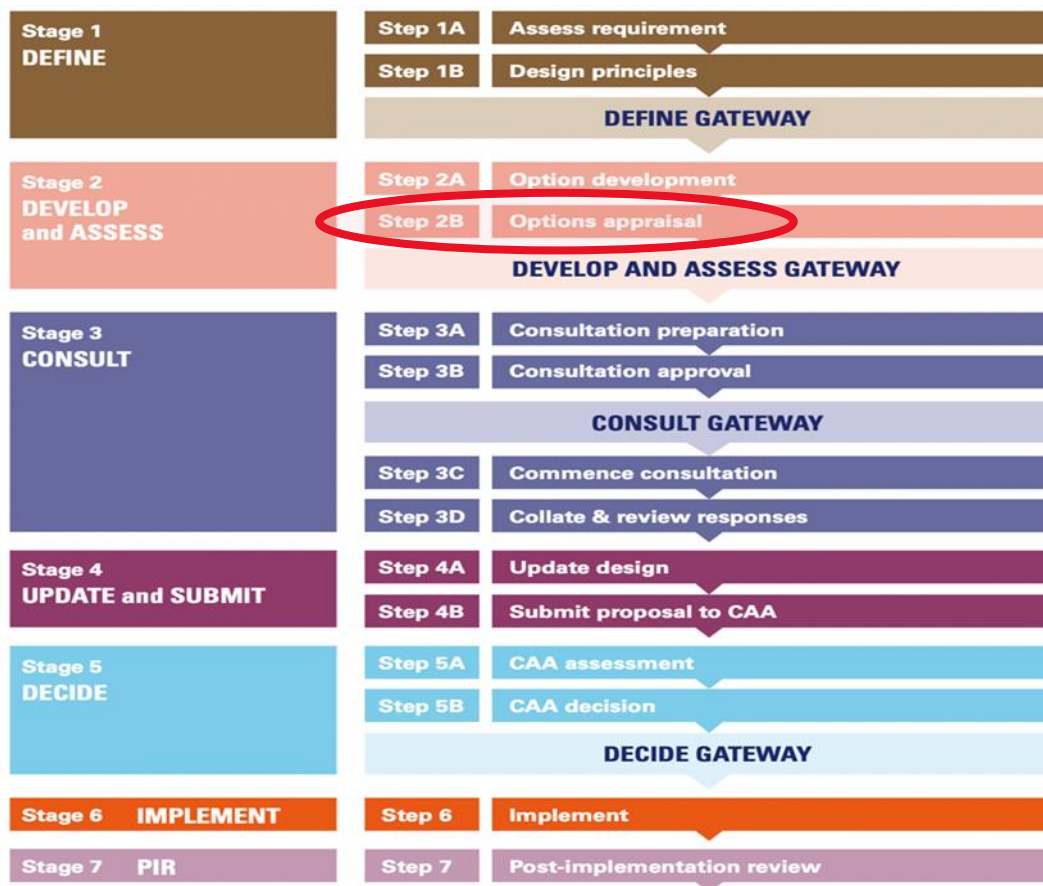 Stage 1
DEFINE
Step 1A Assess requirement
Step 1B Design principles
DEFINE GATEWAY
Stage 2
DEVELOP
and ASSESS
Step 2A Option development
Step 2B Options appraisal
DEVELOP AND ASSESS GATEWAY
Stage 3
CONSULT
Step 3A Consultation preparation
Step 3B Consultation approval
CONSULT GATEWAY
Step 3C Commence consultation
Step 3D Collate & review responses
Stage 4
UPDATE and SUBMIT
Step 4A Update design
Step 4B Submit proposal to CAA
Stage 5
DECIDE
Step 5A CAA assessment
Step 5B CAA decision
DECIDE GATEWAY
Stage 6 IMPLEMENT
Step 6 Implement
Stage 7 PIR
Step 7 Post-implementation review